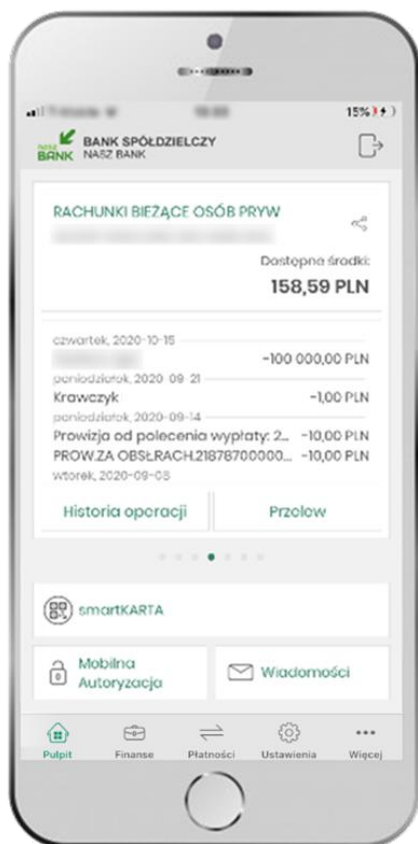 15%
nasz BANK
BANK SPÓŁDZIELCZY
NASZ BANK
RACHUNKI BIEŻĄCE OSÓB PRYW
Dostępne środki:
158,59 PLN
czwartek, 2020-10-15
-100 000,00 PLN
poniedziałek, 2020-09-21
Krawczyk -1,00 PLN
poniedziałek, 2020-09-14
Prowizja od polecenia wypłaty: 2... -10,00 PLN
PROW.ZA OBSŁ.RACH.21878700000... -10,00 PLN
wtorek, 2020-09-08
Historia operacji Przelew
smartKARTA
Mobilna Autoryzacja Wiadomości
Pulpit Finanse Płatności Ustawienia Więcej